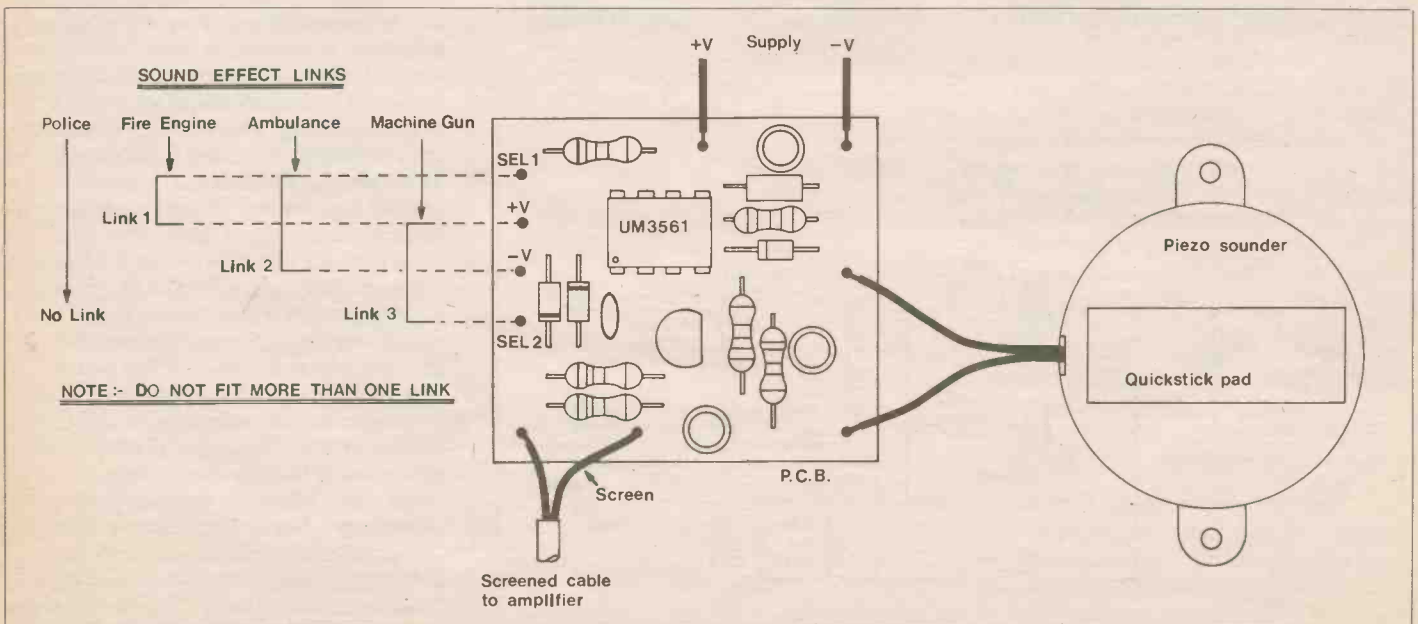 +V Supply -V
SOUND EFFECT LINKS
Police Fire Engine Ambulance Machine Gun
SEL 1
+V
Link 1
UM3561
-V
Link 2
No Link
Link 3
SEL 2
NOTE :- DO NOT FIT MORE THAN ONE LINK
Piezo sounder
Quickstick pad
P.C.B.
Screen
Screened cable
to amplifier